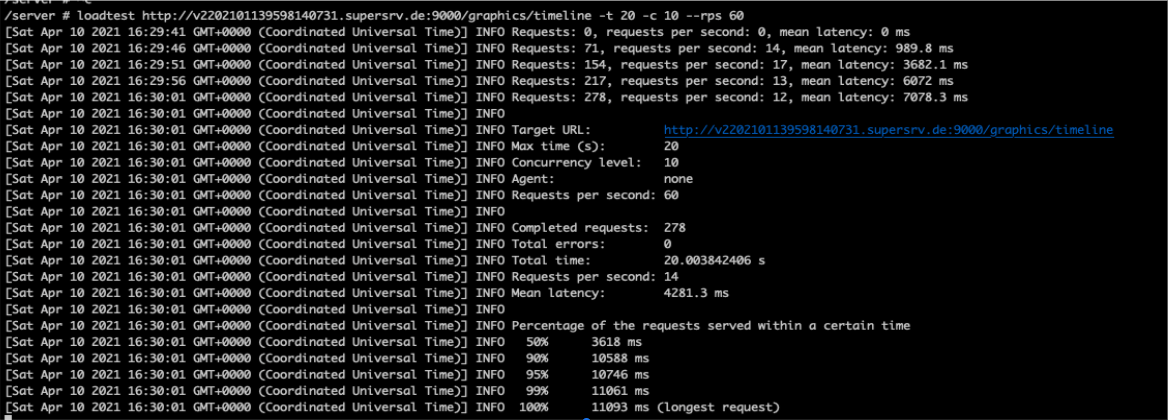 /server # loadtest http://v2202101139598140731.supersrv.de:9000/graphics/timeline -t 20 -c 10 --rps 60
[Sat Apr 10 2021 16:29:41 GMT+0000 (Coordinated Universal Time)] INFO Requests: 0, requests per second: 0, mean latency: 0 ms
[Sat Apr 10 2021 16:29:46 GMT+0000 (Coordinated Universal Time)] INFO Requests: 71, requests per second: 14, mean latency: 989.8 ms
[Sat Apr 10 2021 16:29:51 GMT+0000 (Coordinated Universal Time)] INFO Requests: 154, requests per second: 17, mean latency: 3682.1 ms
[Sat Apr 10 2021 16:29:56 GMT+0000 (Coordinated Universal Time)] INFO Requests: 217, requests per second: 13, mean latency: 6072 ms
[Sat Apr 10 2021 16:30:01 GMT+0000 (Coordinated Universal Time)] INFO Requests: 278, requests per second: 12, mean latency: 7078.3 ms
[Sat Apr 10 2021 16:30:01 GMT+0000 (Coordinated Universal Time)] INFO
[Sat Apr 10 2021 16:30:01 GMT+0000 (Coordinated Universal Time)] INFO Target URL: http://v2202101139598140731.supersrv.de:9000/graphics/timeline
[Sat Apr 10 2021 16:30:01 GMT+0000 (Coordinated Universal Time)] INFO Max time (s): 20
[Sat Apr 10 2021 16:30:01 GMT+0000 (Coordinated Universal Time)] INFO Concurrency level: 10
[Sat Apr 10 2021 16:30:01 GMT+0000 (Coordinated Universal Time)] INFO Agent: none
[Sat Apr 10 2021 16:30:01 GMT+0000 (Coordinated Universal Time)] INFO Requests per second: 60
[Sat Apr 10 2021 16:30:01 GMT+0000 (Coordinated Universal Time)] INFO
[Sat Apr 10 2021 16:30:01 GMT+0000 (Coordinated Universal Time)] INFO Completed requests: 278
[Sat Apr 10 2021 16:30:01 GMT+0000 (Coordinated Universal Time)] INFO Total errors: 0
[Sat Apr 10 2021 16:30:01 GMT+0000 (Coordinated Universal Time)] INFO Total time: 20.003842406 s
[Sat Apr 10 2021 16:30:01 GMT+0000 (Coordinated Universal Time)] INFO Requests per second: 14
[Sat Apr 10 2021 16:30:01 GMT+0000 (Coordinated Universal Time)] INFO Mean latency: 4281.3 ms
[Sat Apr 10 2021 16:30:01 GMT+0000 (Coordinated Universal Time)] INFO
[Sat Apr 10 2021 16:30:01 GMT+0000 (Coordinated Universal Time)] INFO Percentage of the requests served within a certain time
[Sat Apr 10 2021 16:30:01 GMT+0000 (Coordinated Universal Time)] INFO 50% 3618 ms
[Sat Apr 10 2021 16:30:01 GMT+0000 (Coordinated Universal Time)] INFO 90% 10588 ms
[Sat Apr 10 2021 16:30:01 GMT+0000 (Coordinated Universal Time)] INFO 95% 10746 ms
[Sat Apr 10 2021 16:30:01 GMT+0000 (Coordinated Universal Time)] INFO 99% 11061 ms
[Sat Apr 10 2021 16:30:01 GMT+0000 (Coordinated Universal Time)] INFO 100% 11093 ms (longest request)